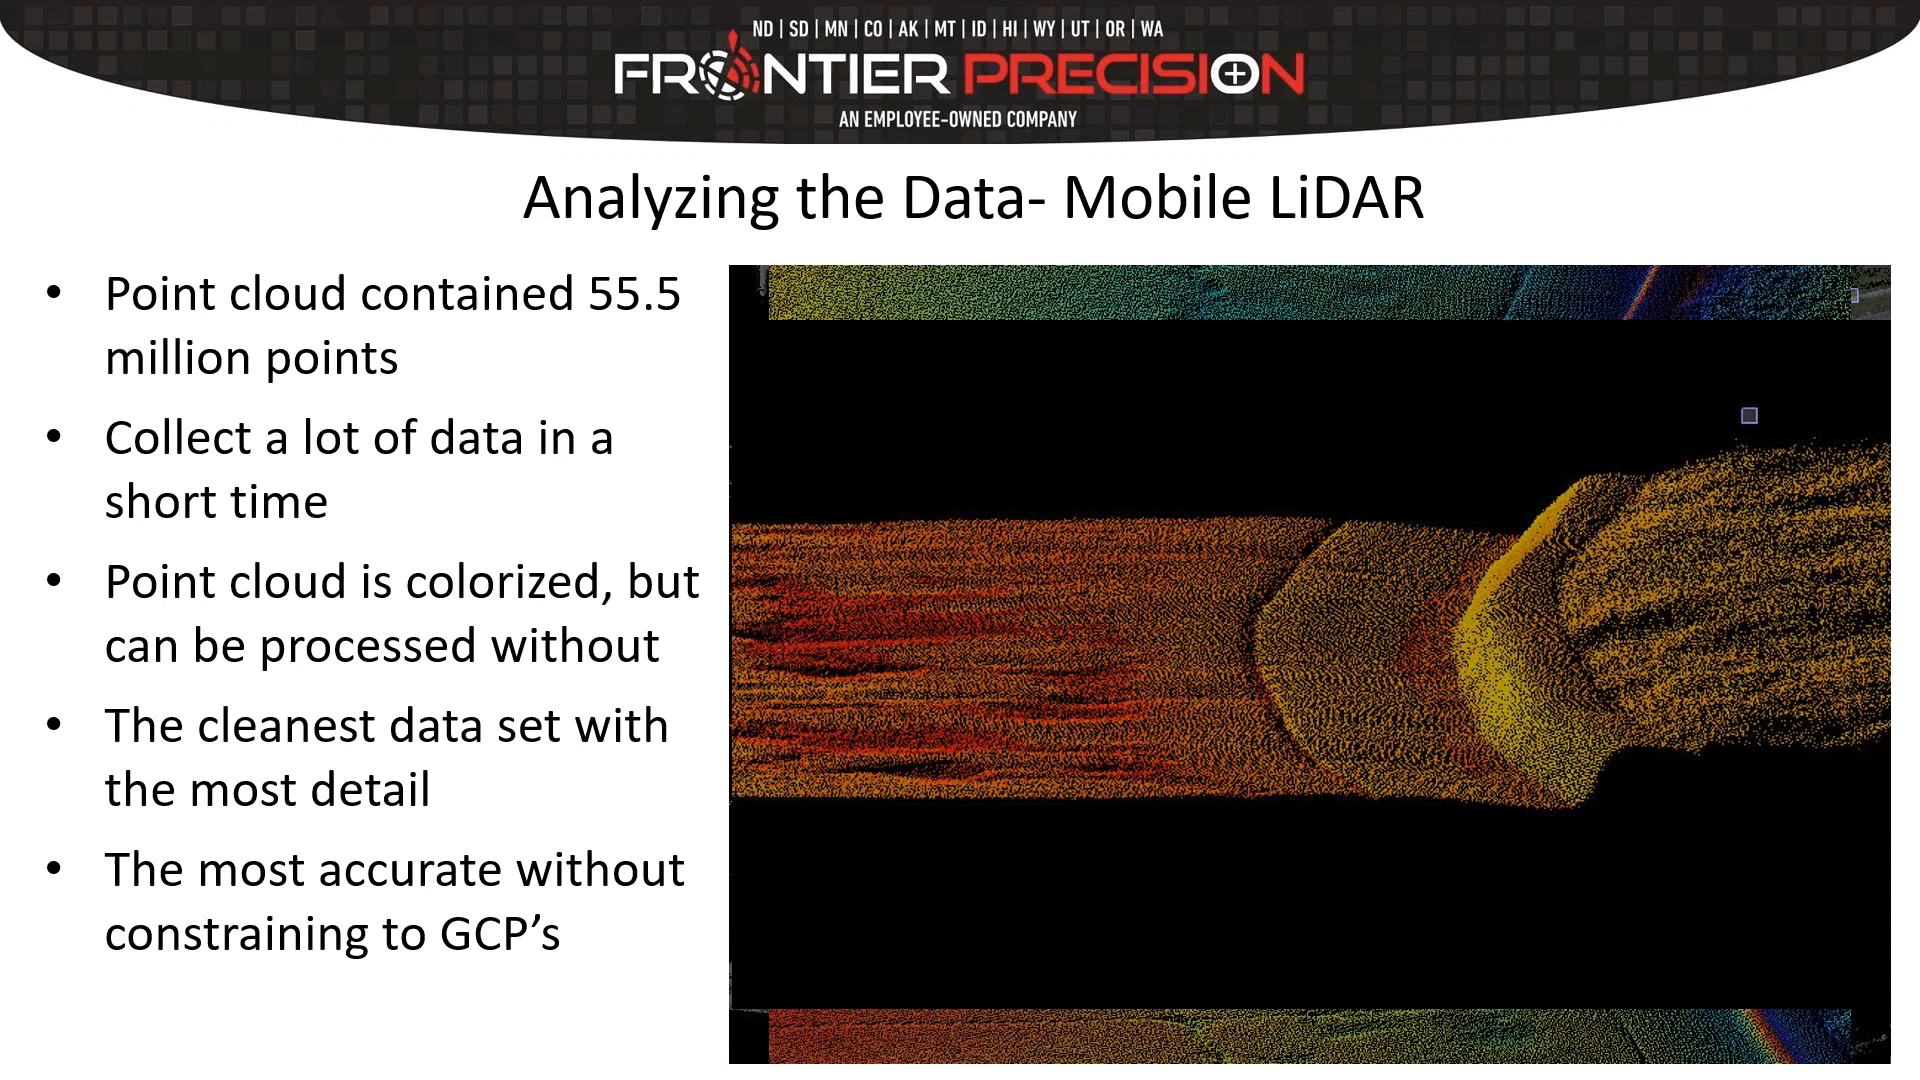 ND | SD | MN | CO | AK | MT | ID | HI | WY | UT | OR | WA
FRONTIER PRECISION
AN EMPLOYEE-OWNED COMPANY
Analyzing the Data- Mobile LiDAR
• Point cloud contained 55.5
million points
• Collect a lot of data in a
short time
• Point cloud is colorized, but
can be processed without
• The cleanest data set with
the most detail
• The most accurate without
constraining to GCP’s